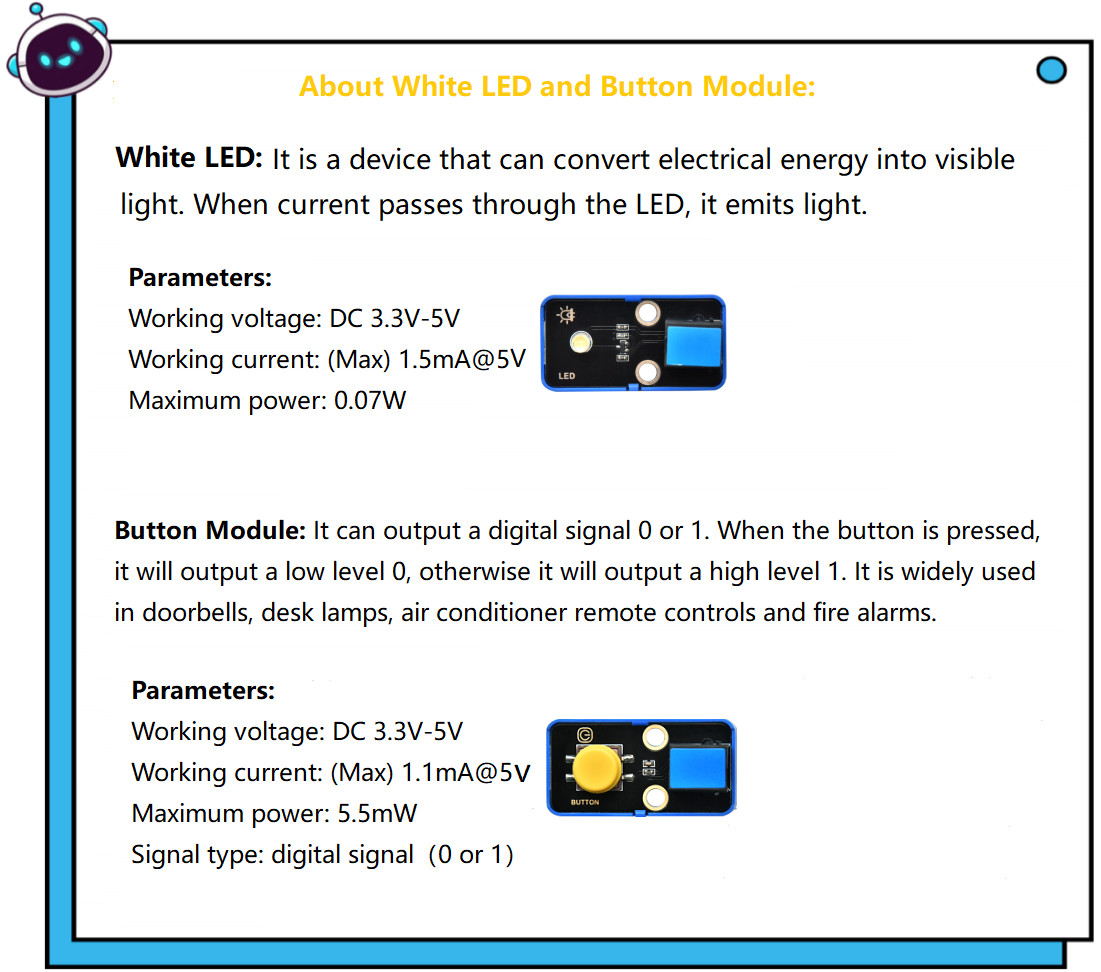 About White LED and Button Module:
White LED: It is a device that can convert electrical energy into visible
light. When current passes through the LED, it emits light.
Parameters:
Working voltage: DC 3.3V-5V
Working current: (Max) 1.5mA@5V
Maximum power: 0.07W
LED
Button Module: It can output a digital signal 0 or 1. When the button is pressed,
it will output a low level 0, otherwise it will output a high level 1. It is widely used
in doorbells, desk lamps, air conditioner remote controls and fire alarms.
Parameters:
Working voltage: DC 3.3V-5V
Working current: (Max) 1.1mA@5V
Maximum power: 5.5mW
Signal type: digital signal（0 or 1）
BUTTON